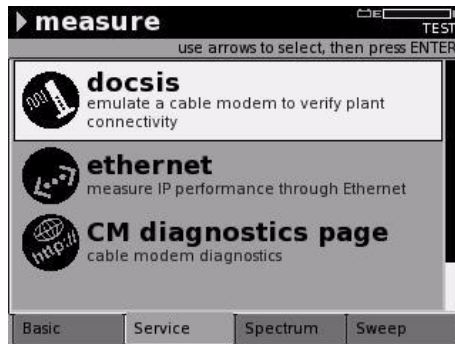 measure
TEST
use arrows to select, then press ENTER
docsis
emulate a cable modem to verify plant
connectivity
ethernet
measure IP performance through Ethernet
CM diagnostics page
http://
cable modem diagnostics
Basic Service Spectrum Sweep